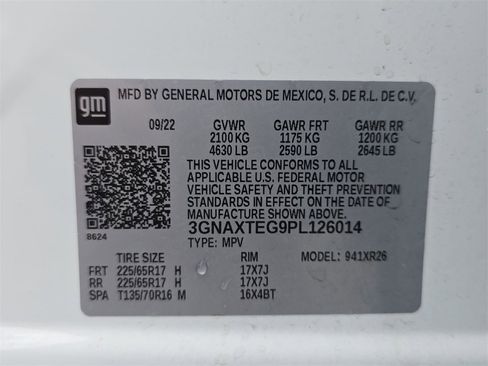 gm
MFD BY GENERAL MOTORS DE MEXICO, S. DE R.L. DE C.V.
09/22 GVWR GAWR FRT GAWR RR
2100 KG 1175 KG 1200 KG
4630 LB 2590 LB 2645 LB
THIS VEHICLE CONFORMS TO ALL
APPLICABLE U.S. FEDERAL MOTOR
VEHICLE SAFETY AND THEFT PREVENTION
STANDARDS IN EFFECT ON THE DATE OF
MANUFACTURE SHOWN ABOVE.
3GNAXTEG9PL126014
8624 TYPE: MPV
TIRE SIZE RIM MODEL: 941XR26
FRT 225/65R17 H 17X7J
RR 225/65R17 H 17X7J
SPA T135/70R16 M 16X4BT